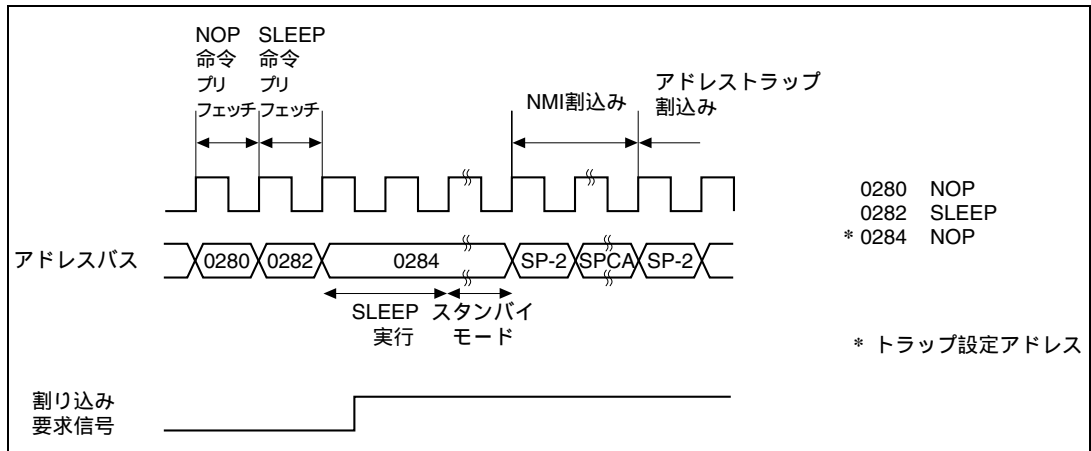 NOP
命令
プリ
フェッチ
SLEEP
命令
プリ
フェッチ
NMI割込み
アドレストラップ
割込み
0280 NOP
0282 SLEEP
* 0284 NOP
アドレスバス
0280
0282
0284
SP-2
SPCA
SP-2
SLEEP
実行
スタンバイ
モード
* トラップ設定アドレス
割り込み
要求信号